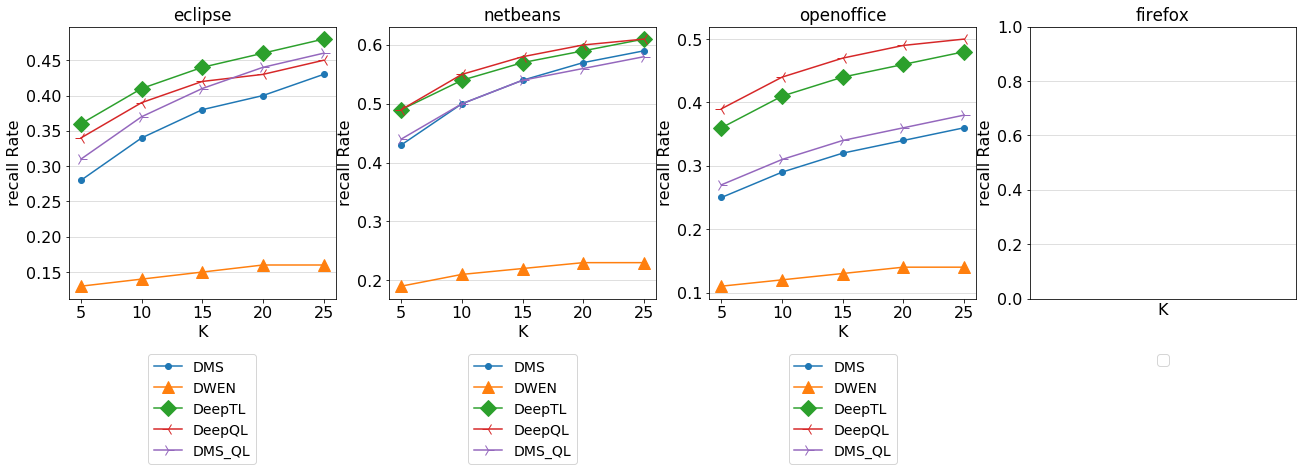 eclipse
recall Rate
0.45
0.40
0.35
0.30
0.25
0.20
0.15
5 10 15 20 25
K
DMS
DWEN
DeepTL
DeepQL
DMS_QL
netbeans
recall Rate
0.6
0.5
0.4
0.3
0.2
5 10 15 20 25
K
DMS
DWEN
DeepTL
DeepQL
DMS_QL
openoffice
recall Rate
0.5
0.4
0.3
0.2
0.1
5 10 15 20 25
K
DMS
DWEN
DeepTL
DeepQL
DMS_QL
firefox
recall Rate
1.0
0.8
0.6
0.4
0.2
0.0
K